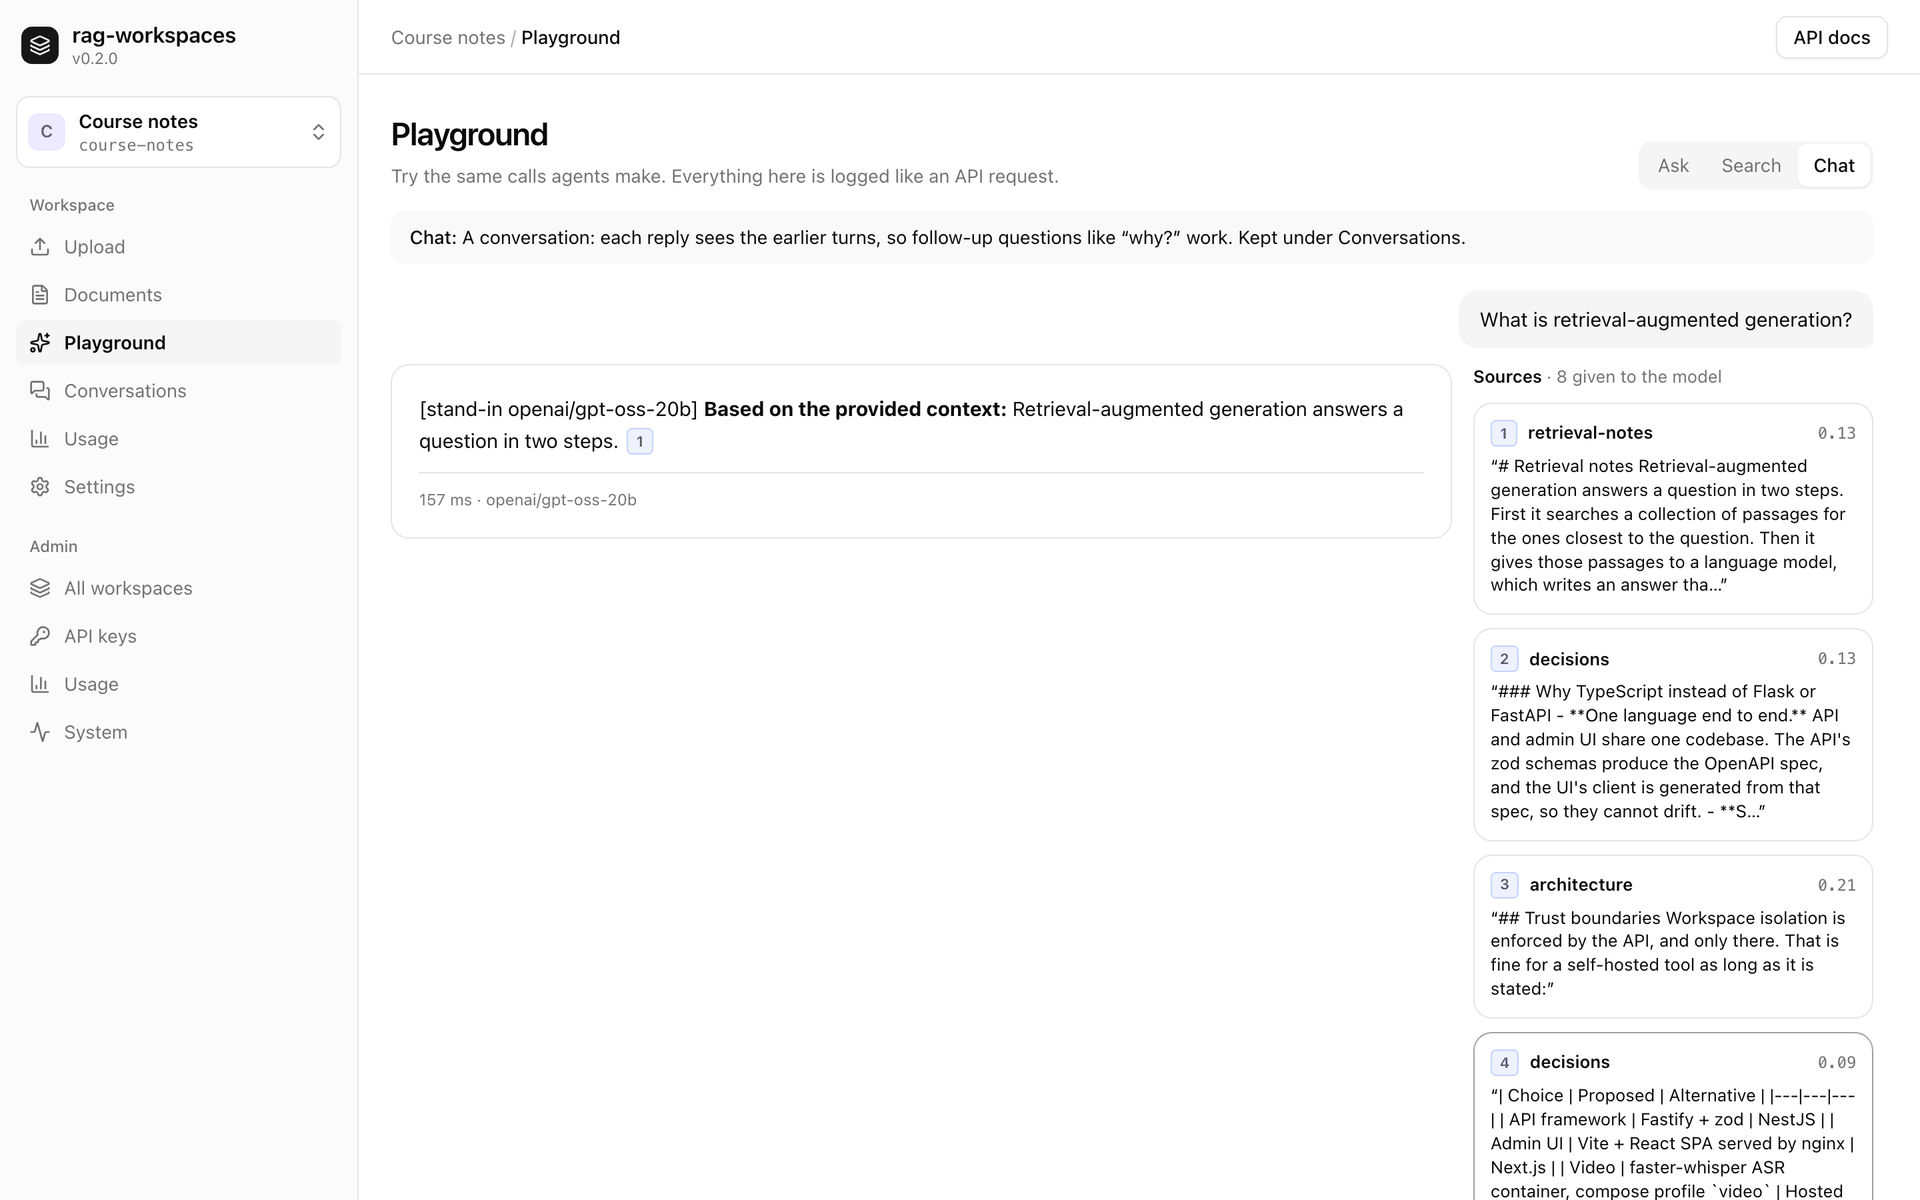 rag-workspaces
v0.2.0
C
Course notes
course-notes
Workspace
Upload
Documents
Playground
Conversations
Usage
Settings
Admin
All workspaces
API keys
Usage
System
Course notes / Playground
API docs
Playground
Try the same calls agents make. Everything here is logged like an API request.
Ask
Search
Chat
Chat: A conversation: each reply sees the earlier turns, so follow-up questions like “why?” work. Kept under Conversations.
What is retrieval-augmented generation?
[stand-in openai/gpt-oss-20b] Based on the provided context: Retrieval-augmented generation answers a
question in two steps. 1
157 ms · openai/gpt-oss-20b
Sources · 8 given to the model
1 retrieval-notes 0.13
“# Retrieval notes Retrieval-augmented
generation answers a question in two steps.
First it searches a collection of passages for
the ones closest to the question. Then it
gives those passages to a language model,
which writes an answer tha…”
2 decisions 0.13
“### Why TypeScript instead of Flask or
FastAPI - **One language end to end.** API
and admin UI share one codebase. The API's
zod schemas produce the OpenAPI spec,
and the UI's client is generated from that
spec, so they cannot drift. - **S…”
3 architecture 0.21
“## Trust boundaries Workspace isolation is
enforced by the API, and only there. That is
fine for a self-hosted tool as long as it is
stated:”
4 decisions 0.09
“| Choice | Proposed | Alternative | |---|---|---
| | API framework | Fastify + zod | NestJS | |
Admin UI | Vite + React SPA served by nginx |
Next.js | | Video | faster-whisper ASR
container, compose profile `video` | Hosted